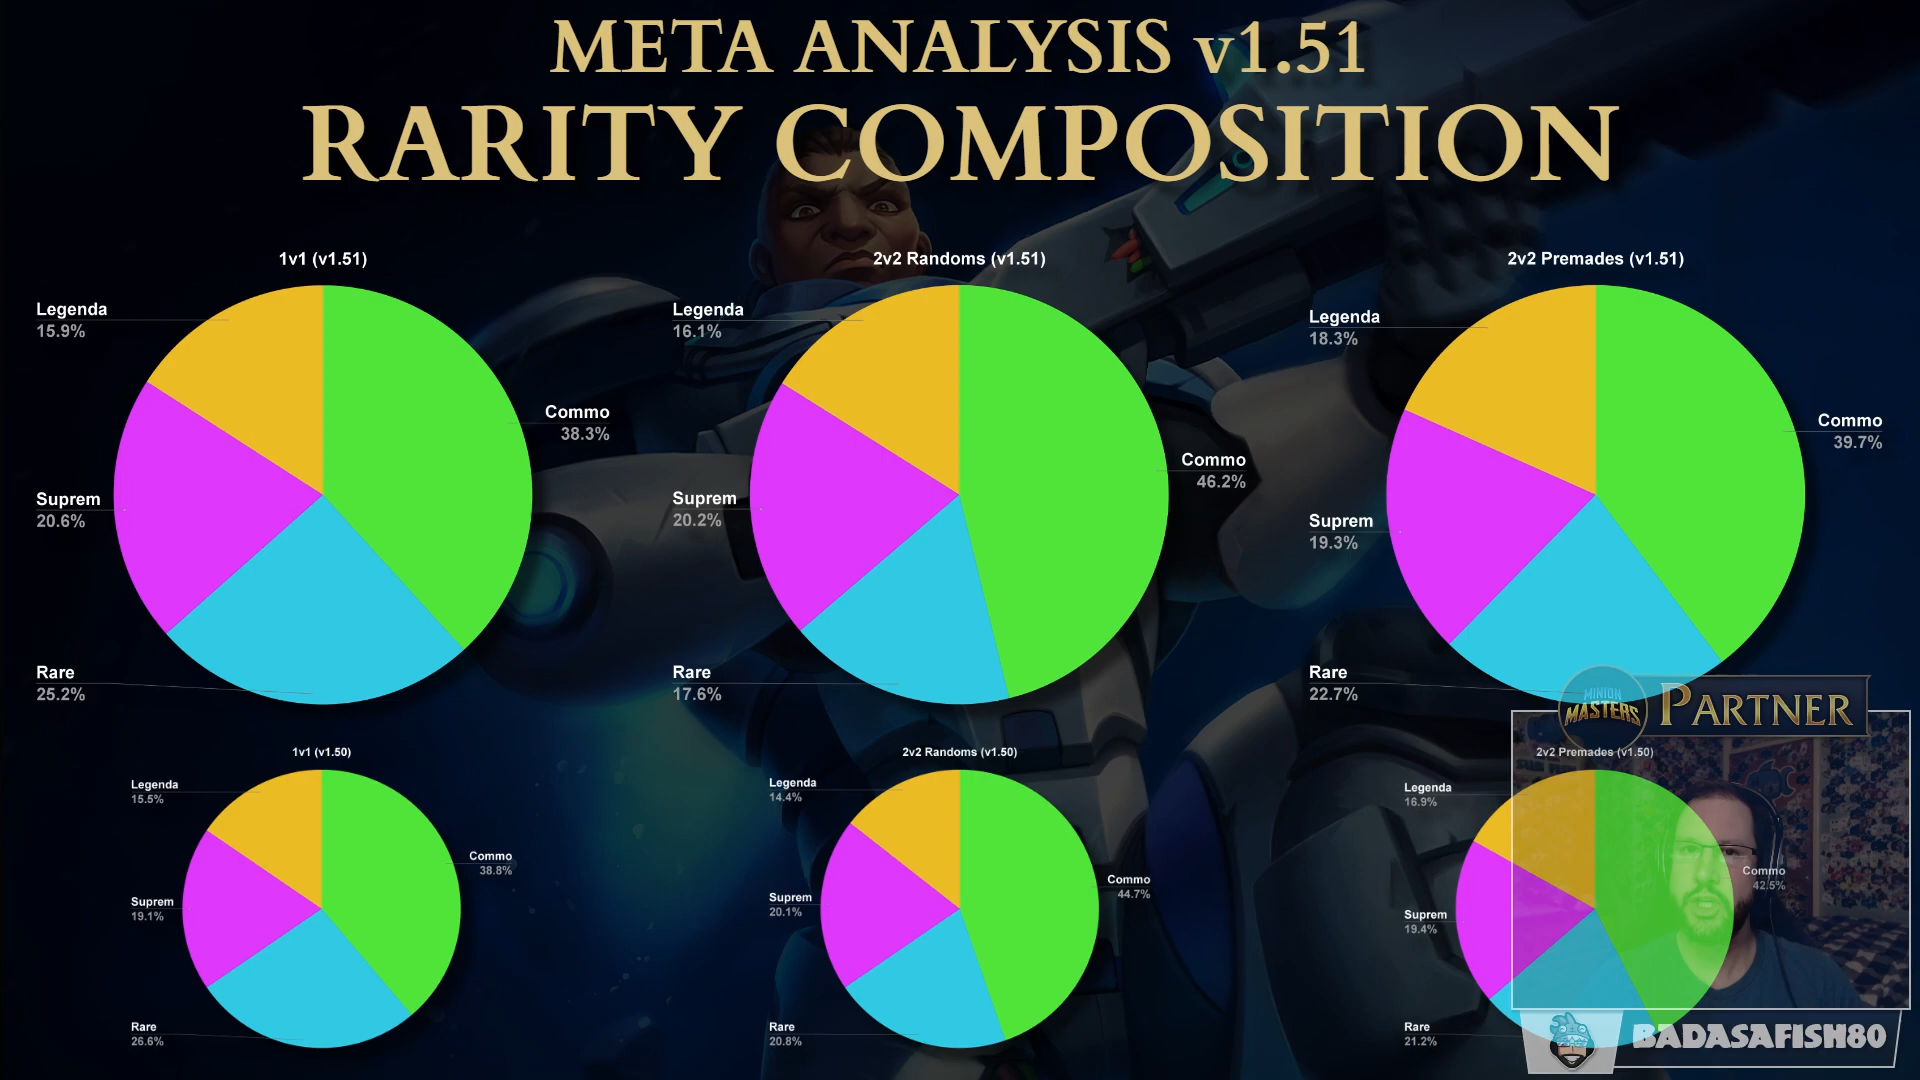 META ANALYSIS v1.51
RARITY COMPOSITION
1v1 (v1.51)
Legenda
15.9%
Commo
38.3%
Suprem
20.6%
Rare
25.2%
2v2 Randoms (v1.51)
Legenda
16.1%
Commo
46.2%
Suprem
20.2%
Rare
17.6%
2v2 Premades (v1.51)
Legenda
18.3%
Commo
39.7%
Suprem
19.3%
Rare
22.7%
MINION
MASTERS
PARTNER
1v1 (v1.50)
Legenda
15.5%
Commo
38.8%
Suprem
19.1%
Rare
26.6%
2v2 Randoms (v1.50)
Legenda
14.4%
Commo
44.7%
Suprem
20.1%
Rare
20.8%
2v2 Premades (v1.50)
Legenda
16.9%
Commo
42.5%
Suprem
19.4%
Rare
21.2%
BADASAFISH80